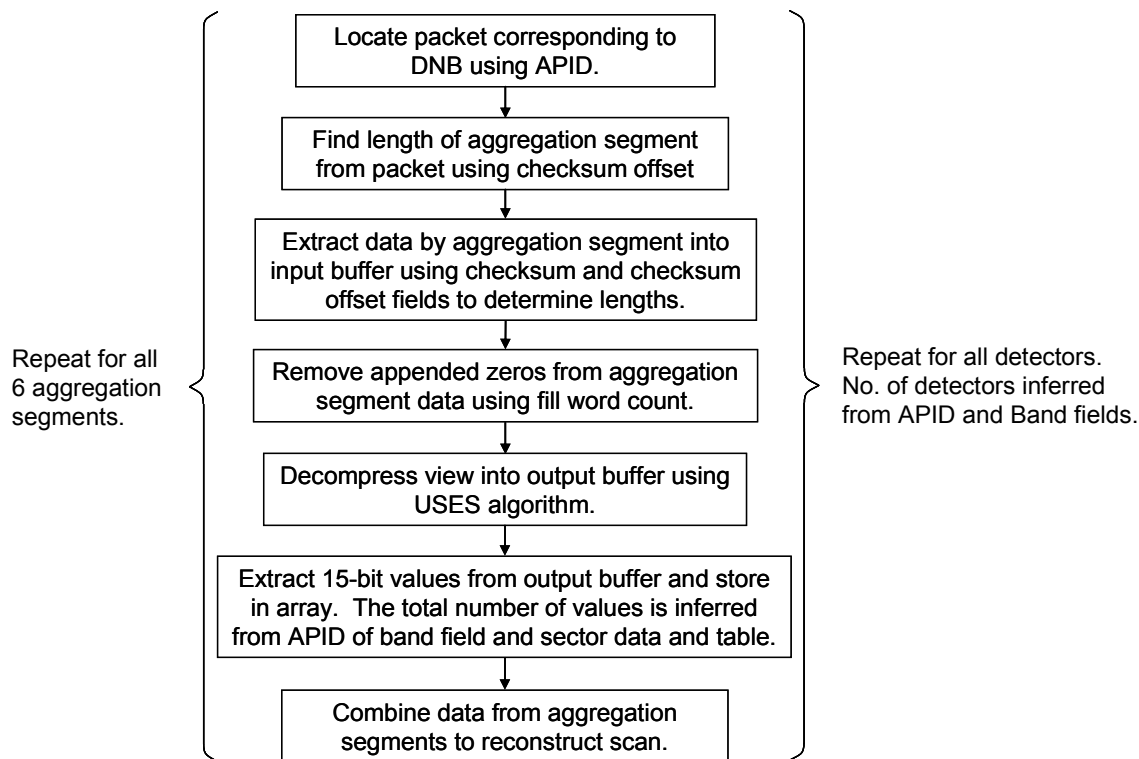 Locate packet corresponding to
DNB using APID.
Find length of aggregation segment
from packet using checksum offset
Extract data by aggregation segment into
input buffer using checksum and checksum
offset fields to determine lengths.
Repeat for all
6 aggregation
segments.
Remove appended zeros from aggregation
segment data using fill word count.
Repeat for all detectors.
No. of detectors inferred
from APID and Band fields.
Decompress view into output buffer using
USES algorithm.
Extract 15-bit values from output buffer and store
in array.  The total number of values is inferred
from APID of band field and sector data and table.
Combine data from aggregation
segments to reconstruct scan.